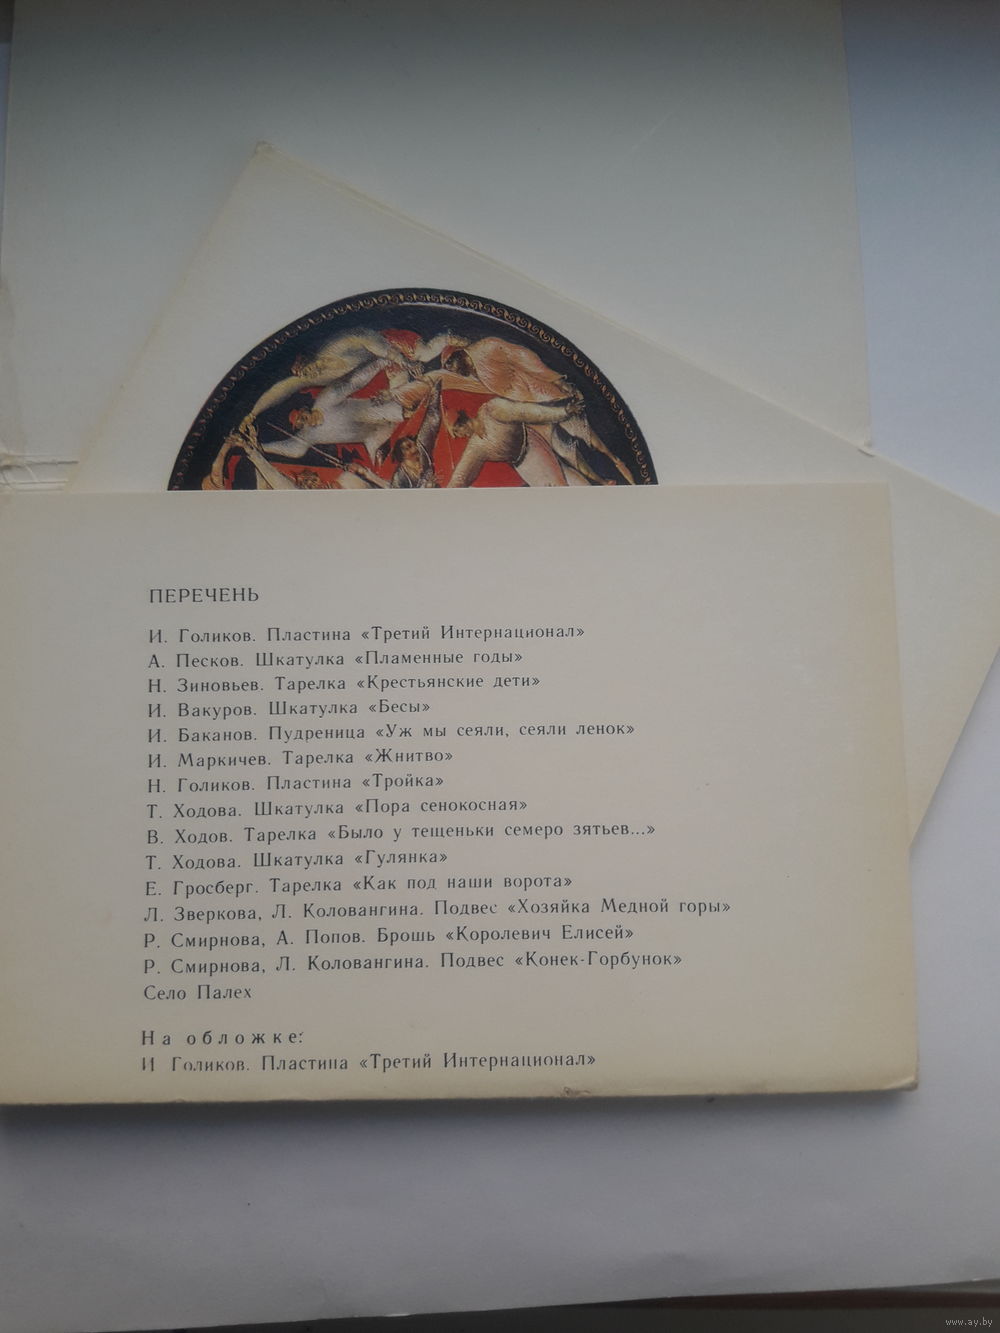 ПЕРЕЧЕНЬ
И. Голиков. Пластина «Третий Интернационал»
А. Песков. Шкатулка «Пламенные годы»
Н. Зиновьев. Тарелка «Крестьянские дети»
И. Вакуров. Шкатулка «Бесы»
И. Баканов. Пудреница «Уж мы сеяли, сеяли ленок»
И. Маркичев. Тарелка «Жнитво»
Н. Голиков. Пластина «Тройка»
Т. Ходова. Шкатулка «Пора сенокосная»
В. Ходов. Тарелка «Было у тещеньки семеро зятьев...»
Т. Ходова. Шкатулка «Гулянка»
Е. Гросберг. Тарелка «Как под наши ворота»
Л. Зверкова, Л. Коловангина. Подвес «Хозяйка Медной горы»
Р. Смирнова, А. Попов. Брошь «Королевич Елисей»
Р. Смирнова, Л. Коловангина. Подвес «Конек-Горбунок»
Село Палех
На обложке:
И Голиков. Пластина «Третий Интернационал»
www.ay.by